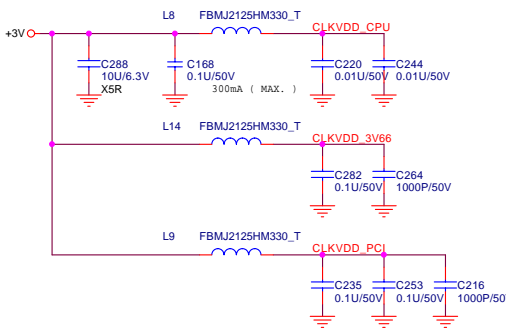 L8 FBMJ2125HM330_T
+3V CLKVDD_CPU
C288 C168 C220 C244
10U/6.3V 0.1U/50V 0.01U/50V 0.01U/50V
X5R 300mA ( MAX. )
L14 FBMJ2125HM330_T
CLKVDD_3V66
C282 C264
0.1U/50V 1000P/50V
L9 FBMJ2125HM330_T
CLKVDD_PCI
C235 C253 C216
0.1U/50V 0.1U/50V 1000P/50